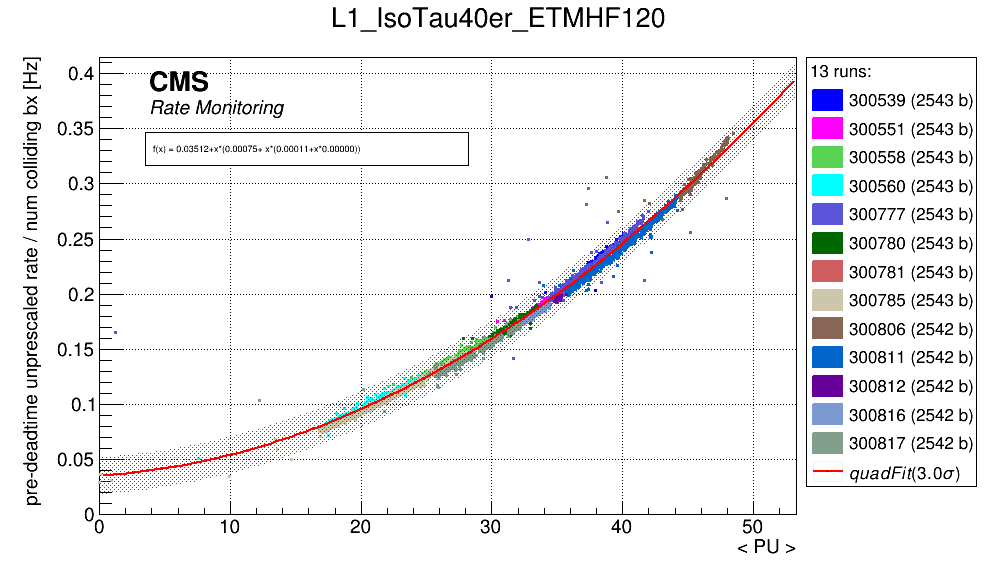 L1_IsoTau40er_ETMHF120
pre-deadtime unprescaled rate / num colliding bx [Hz]
CMS
Rate Monitoring
f(x) = 0.03512+x*(0.00075+ x*(0.00011+x*0.00000))
0.4
0.35
0.3
0.25
0.2
0.15
0.1
0.05
0
0 10 20 30 40 50
< PU >
13 runs:
300539 (2543 b)
300551 (2543 b)
300558 (2543 b)
300560 (2543 b)
300777 (2543 b)
300780 (2543 b)
300781 (2543 b)
300785 (2543 b)
300806 (2542 b)
300811 (2542 b)
300812 (2542 b)
300816 (2542 b)
300817 (2542 b)
quadFit(3.0σ)